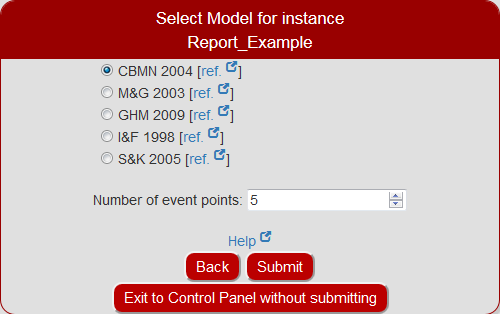 Select Model for instance
Report_Example
CBMN 2004 [ref.]
M&G 2003 [ref.]
GHM 2009 [ref.]
I&F 1998 [ref.]
S&K 2005 [ref.]
Number of event points: 5
Help
Back Submit
Exit to Control Panel without submitting